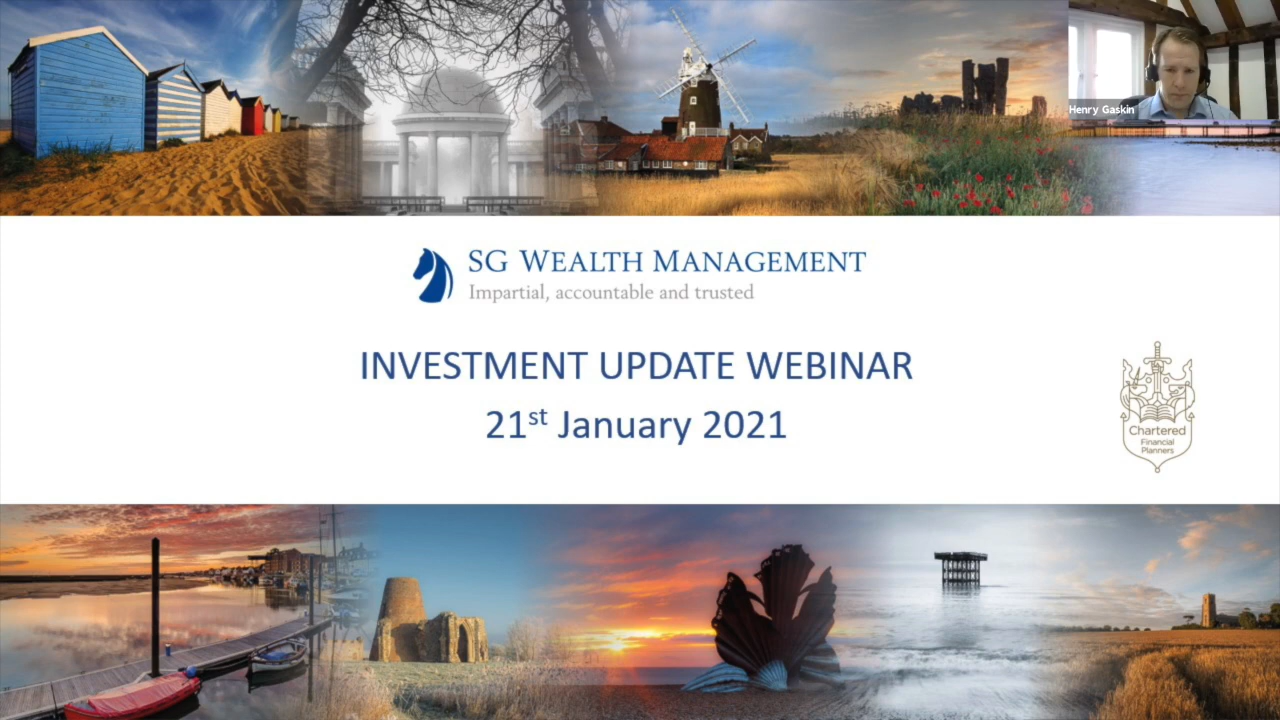 Henry Gaskin
SG WEALTH MANAGEMENT
Impartial, accountable and trusted
INVESTMENT UPDATE WEBINAR
21st January 2021
Chartered
Financial
Planners